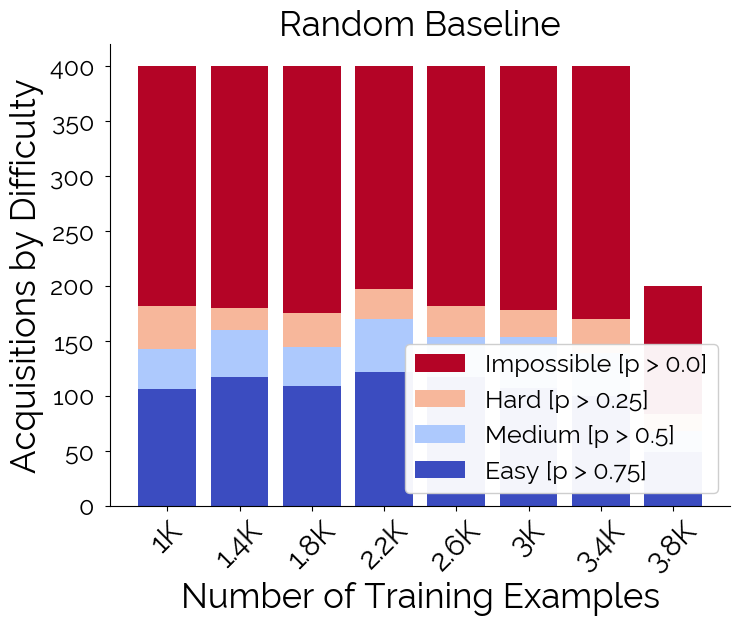 Random Baseline
Acquisitions by Difficulty
400
350
300
250
200
150
100
50
0
Impossible [p > 0.0]
Hard [p > 0.25]
Medium [p > 0.5]
Easy [p > 0.75]
1K 1.4K 1.8K 2.2K 2.6K 3K 3.4K 3.8K
Number of Training Examples